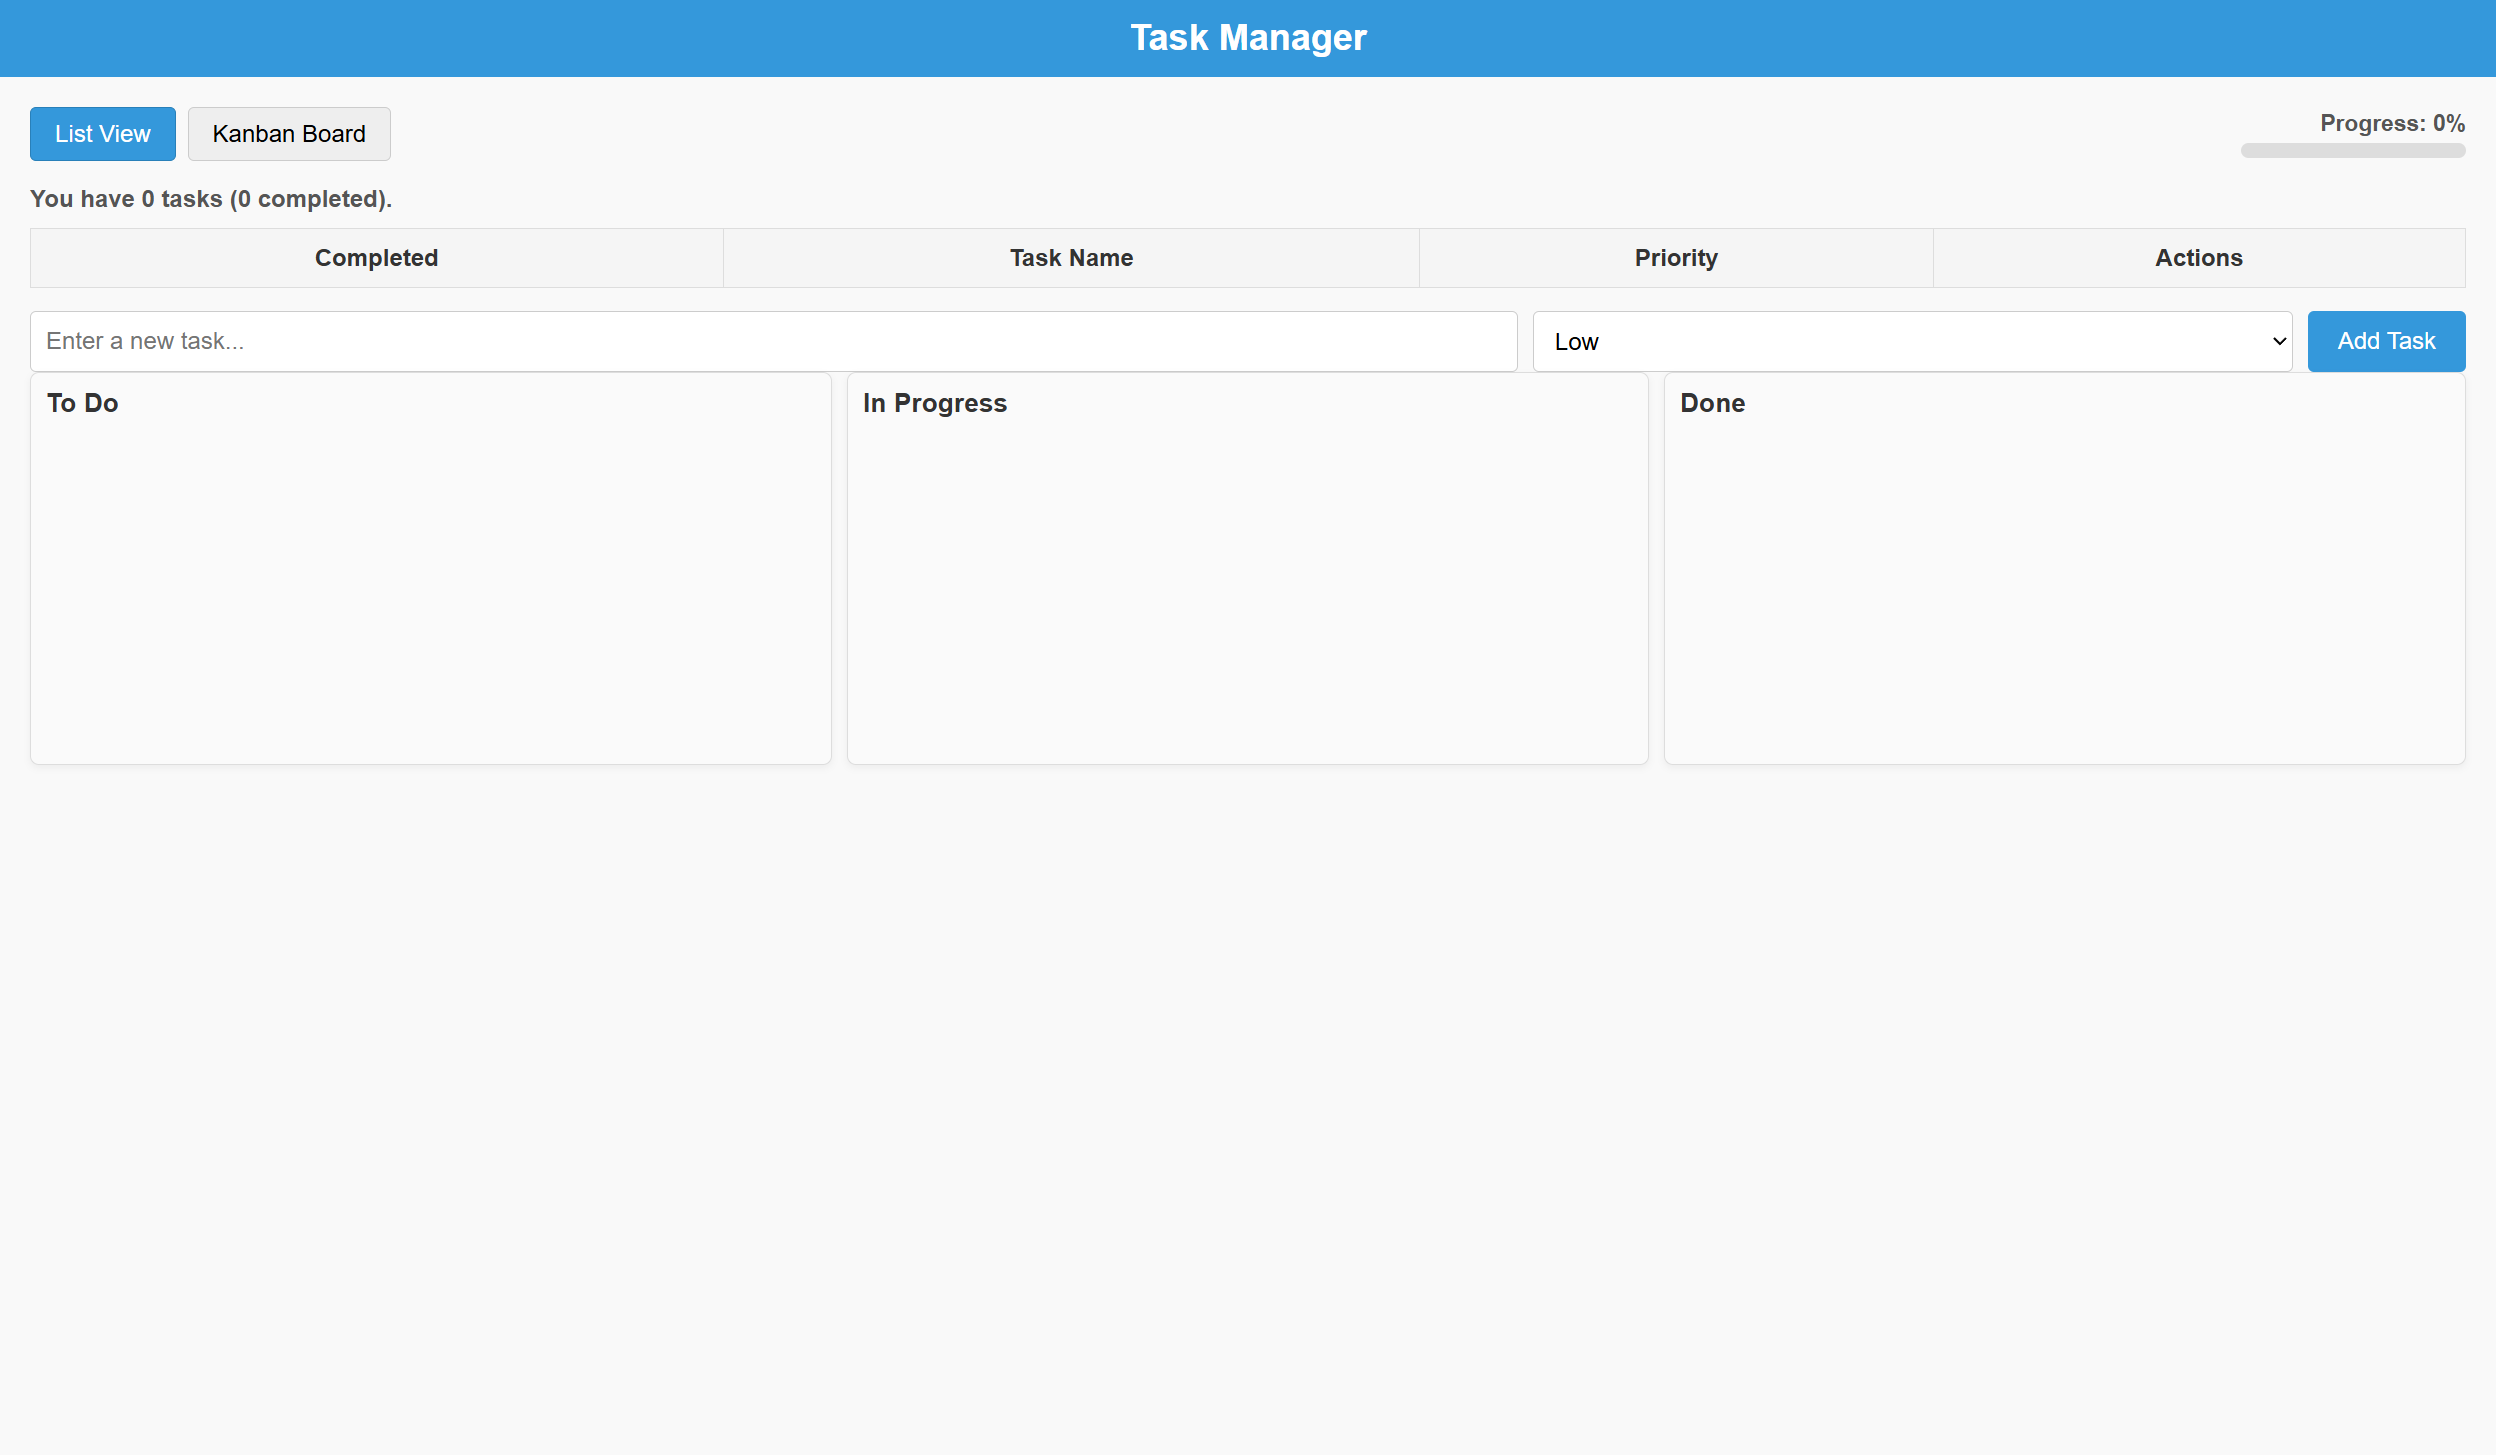 Task Manager
List View
Kanban Board
Progress: 0%
You have 0 tasks (0 completed).
Completed
Task Name
Priority
Actions
Enter a new task...
Low
Add Task
To Do
In Progress
Done